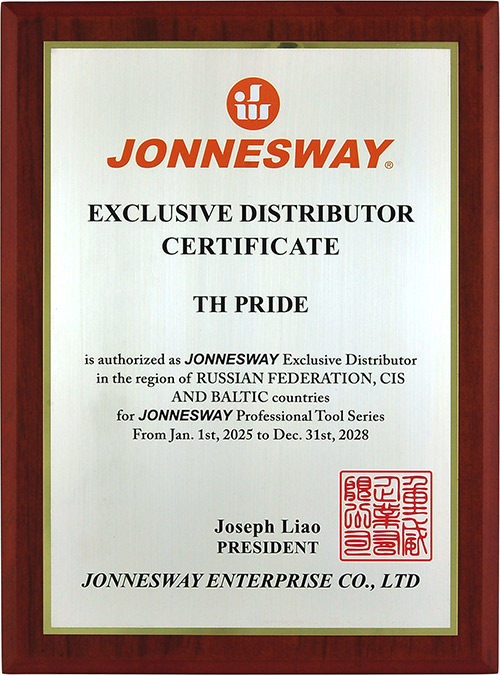 JONNESWAY®
EXCLUSIVE DISTRIBUTOR
CERTIFICATE
TH PRIDE
is authorized as JONNESWAY Exclusive Distributor
in the region of RUSSIAN FEDERATION, CIS
AND BALTIC countries
for JONNESWAY Professional Tool Series
From Jan. 1st, 2025 to Dec. 31st, 2028
Joseph Liao
PRESIDENT
JONNESWAY ENTERPRISE CO., LTD